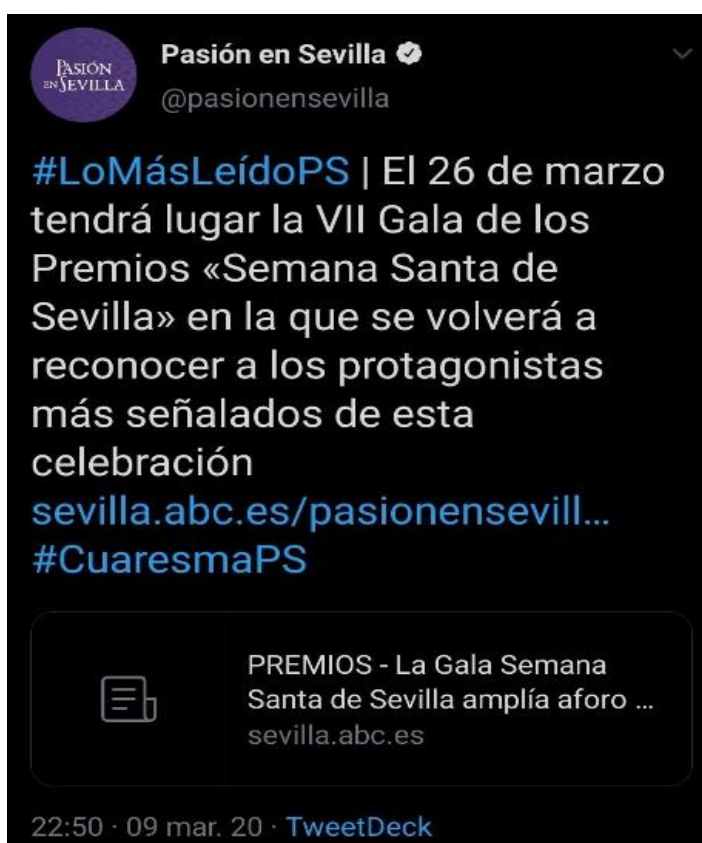 PASIÓN
EN SEVILLA
Pasión en Sevilla
@pasionensevilla
#LoMásLeídoPS | El 26 de marzo
tendrá lugar la VII Gala de los
Premios «Semana Santa de
Sevilla» en la que se volverá a
reconocer a los protagonistas
más señalados de esta
celebración
sevilla.abc.es/pasionensevill...
#CuaresmaPS
PREMIOS - La Gala Semana
Santa de Sevilla amplía aforo ...
sevilla.abc.es
22:50 · 09 mar. 20 · TweetDeck